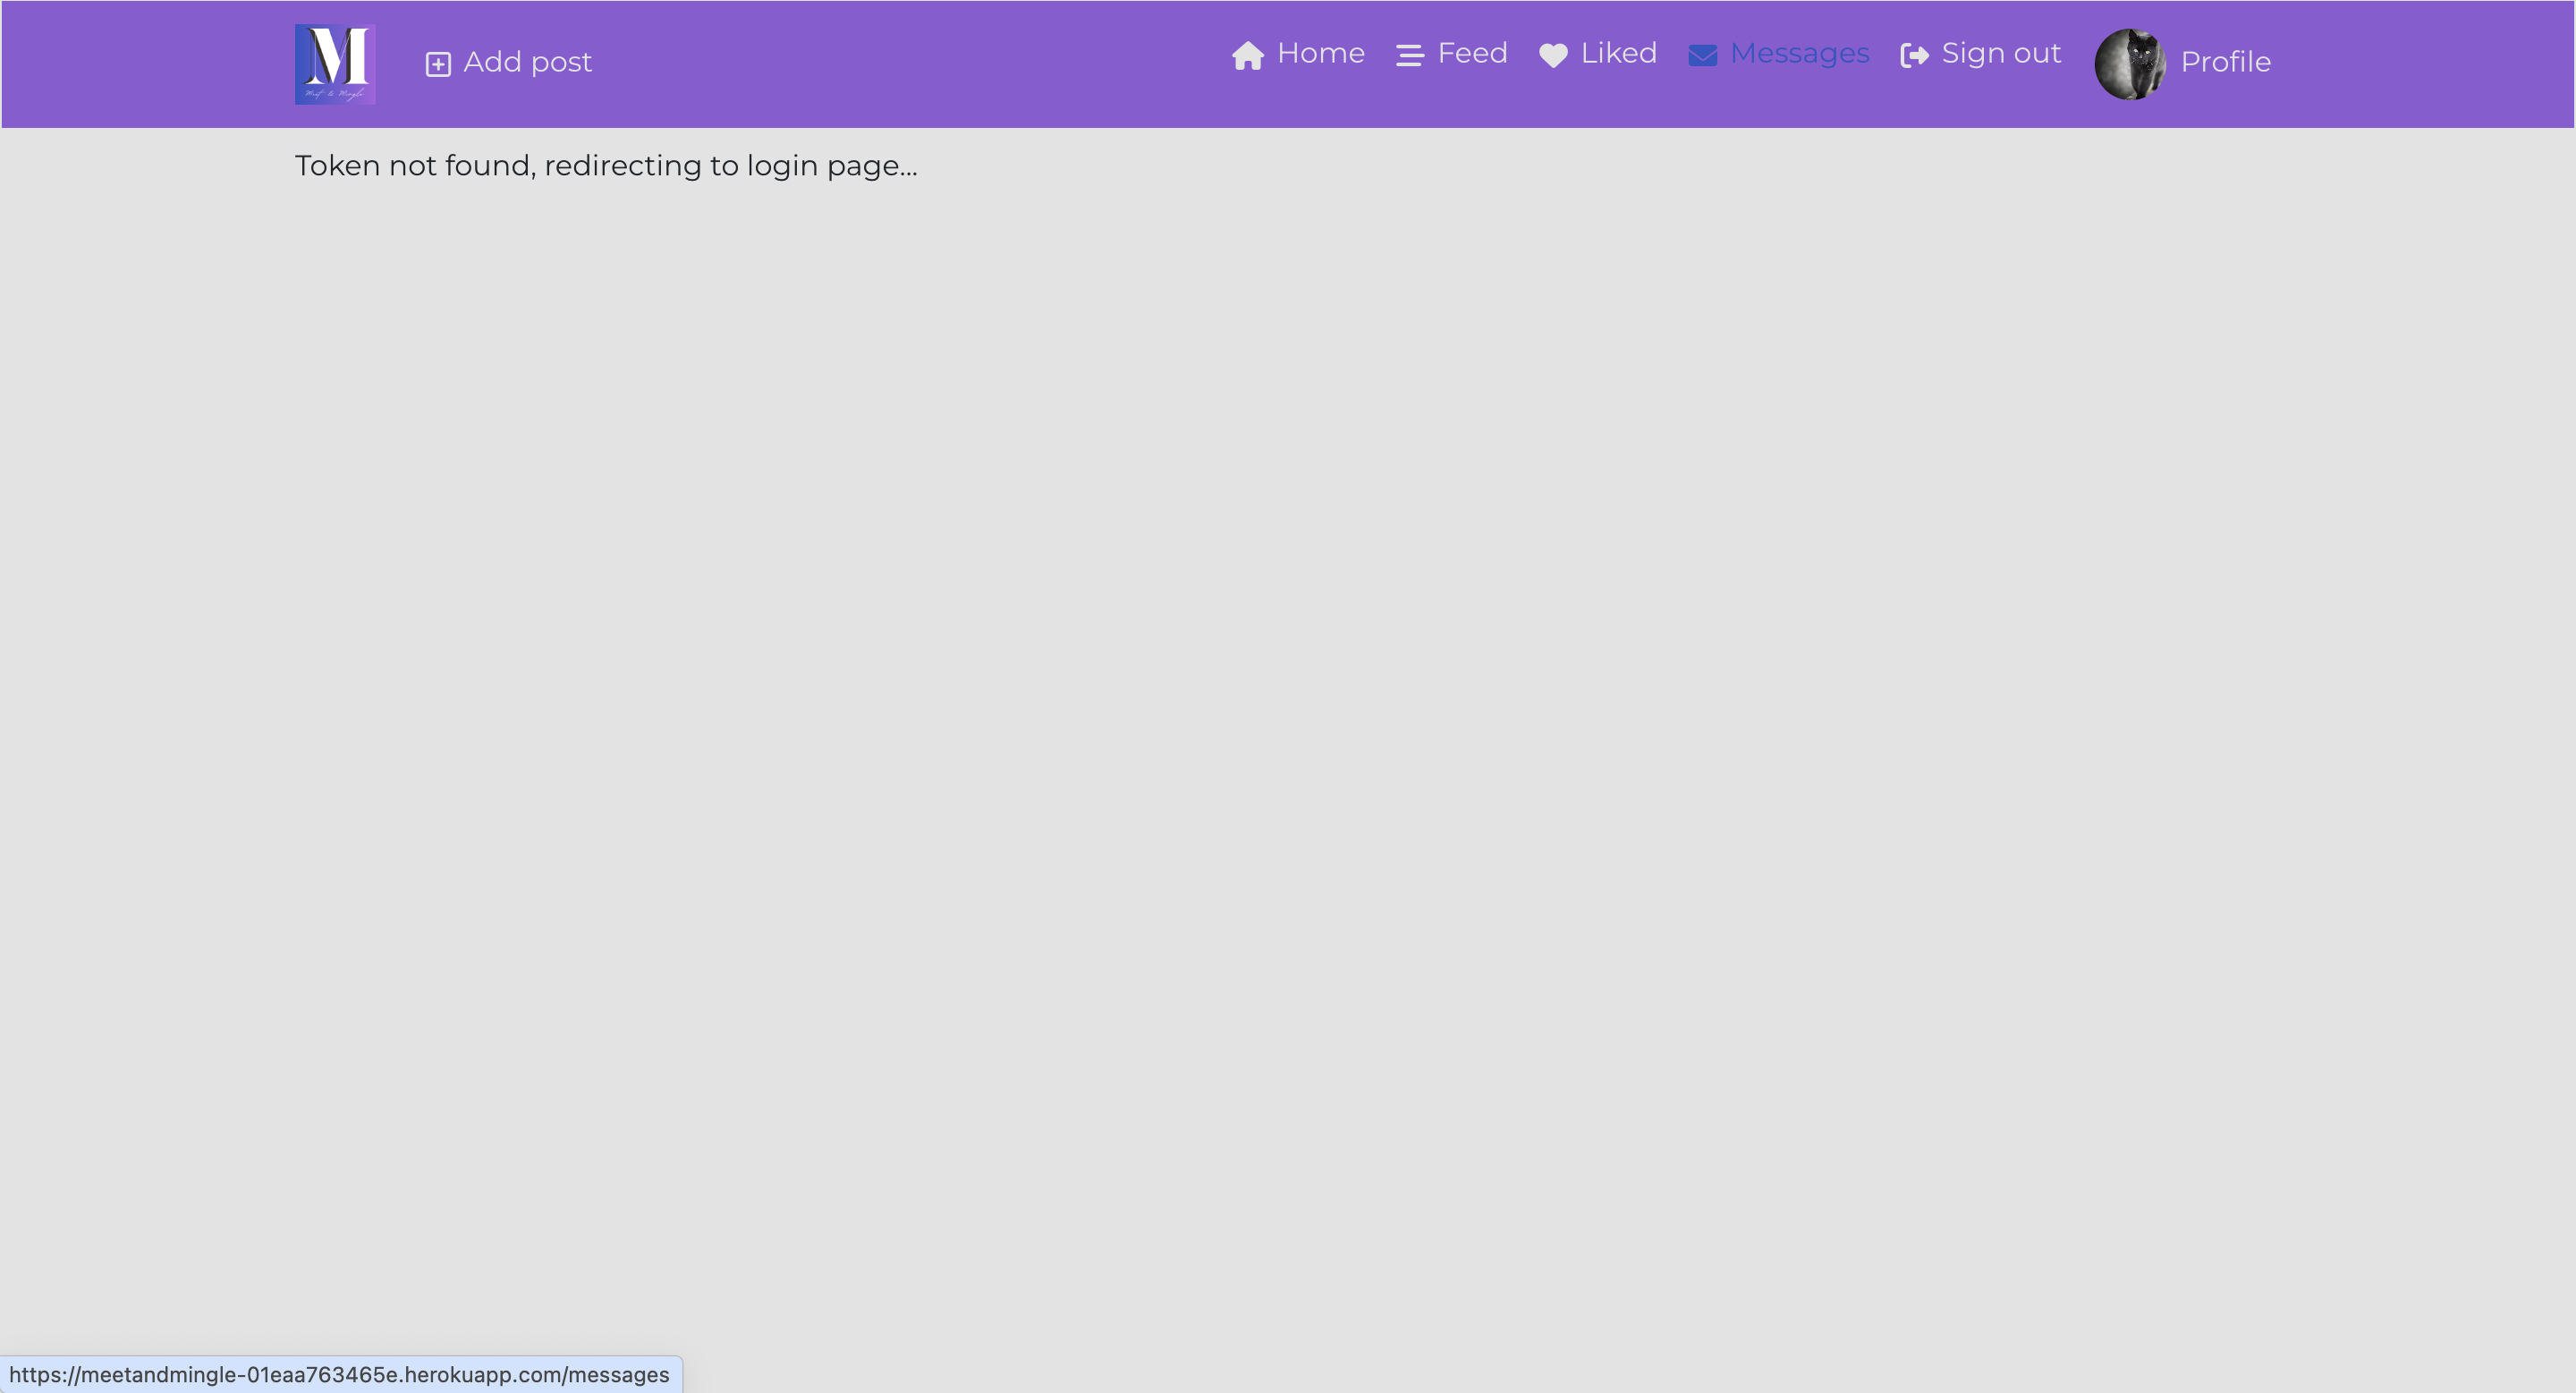 M
Meet & Mingle
Add post
Home
Feed
Liked
Messages
Sign out
Profile
Token not found, redirecting to login page...
https://meetandmingle-01eaa763465e.herokuapp.com/messages